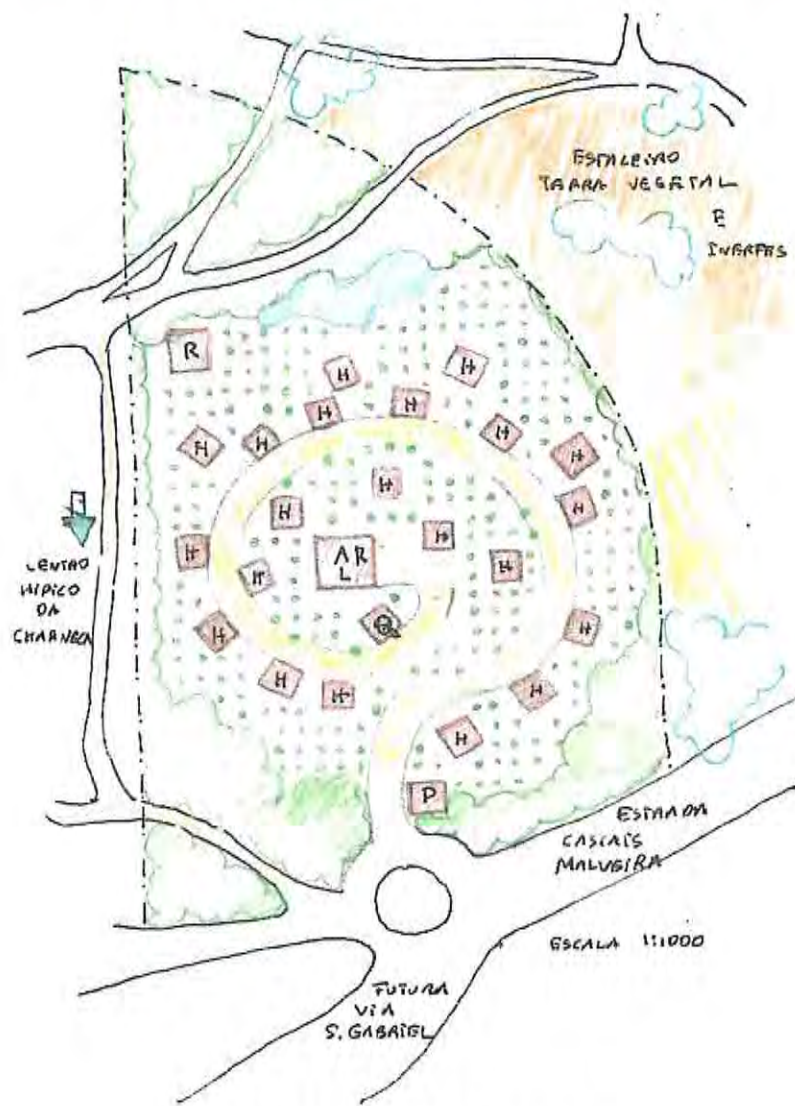 ESTALEIRO
TERRA VEGETAL
E
INERTES
R
H
H
H
H
H
H
H
H
H
H
H
H
AR
L
H
H
H
H
H
H
H
H
H
P
CENTRO
HIPICO
DA
CHARNECA
ESTRADA
CASCAIS
MALVEIRA
ESCALA 1:1000
FUTURA
VIA
S. GABRIEL